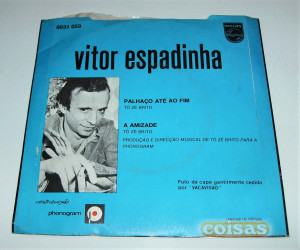 6031 059
PHILIPS
vitor espadinha
PALHAÇO ATÉ AO FIM
TÓ ZÉ BRITO
A AMIZADE
TÓ ZÉ BRITO
PRODUÇÃO E DIRECÇÃO MUSICAL DE TÓ ZÉ BRITO PARA A
PHONOGRAM
phonogram
Foto da capa gentilmente cedida
por "VACAVISÃO"
coisas